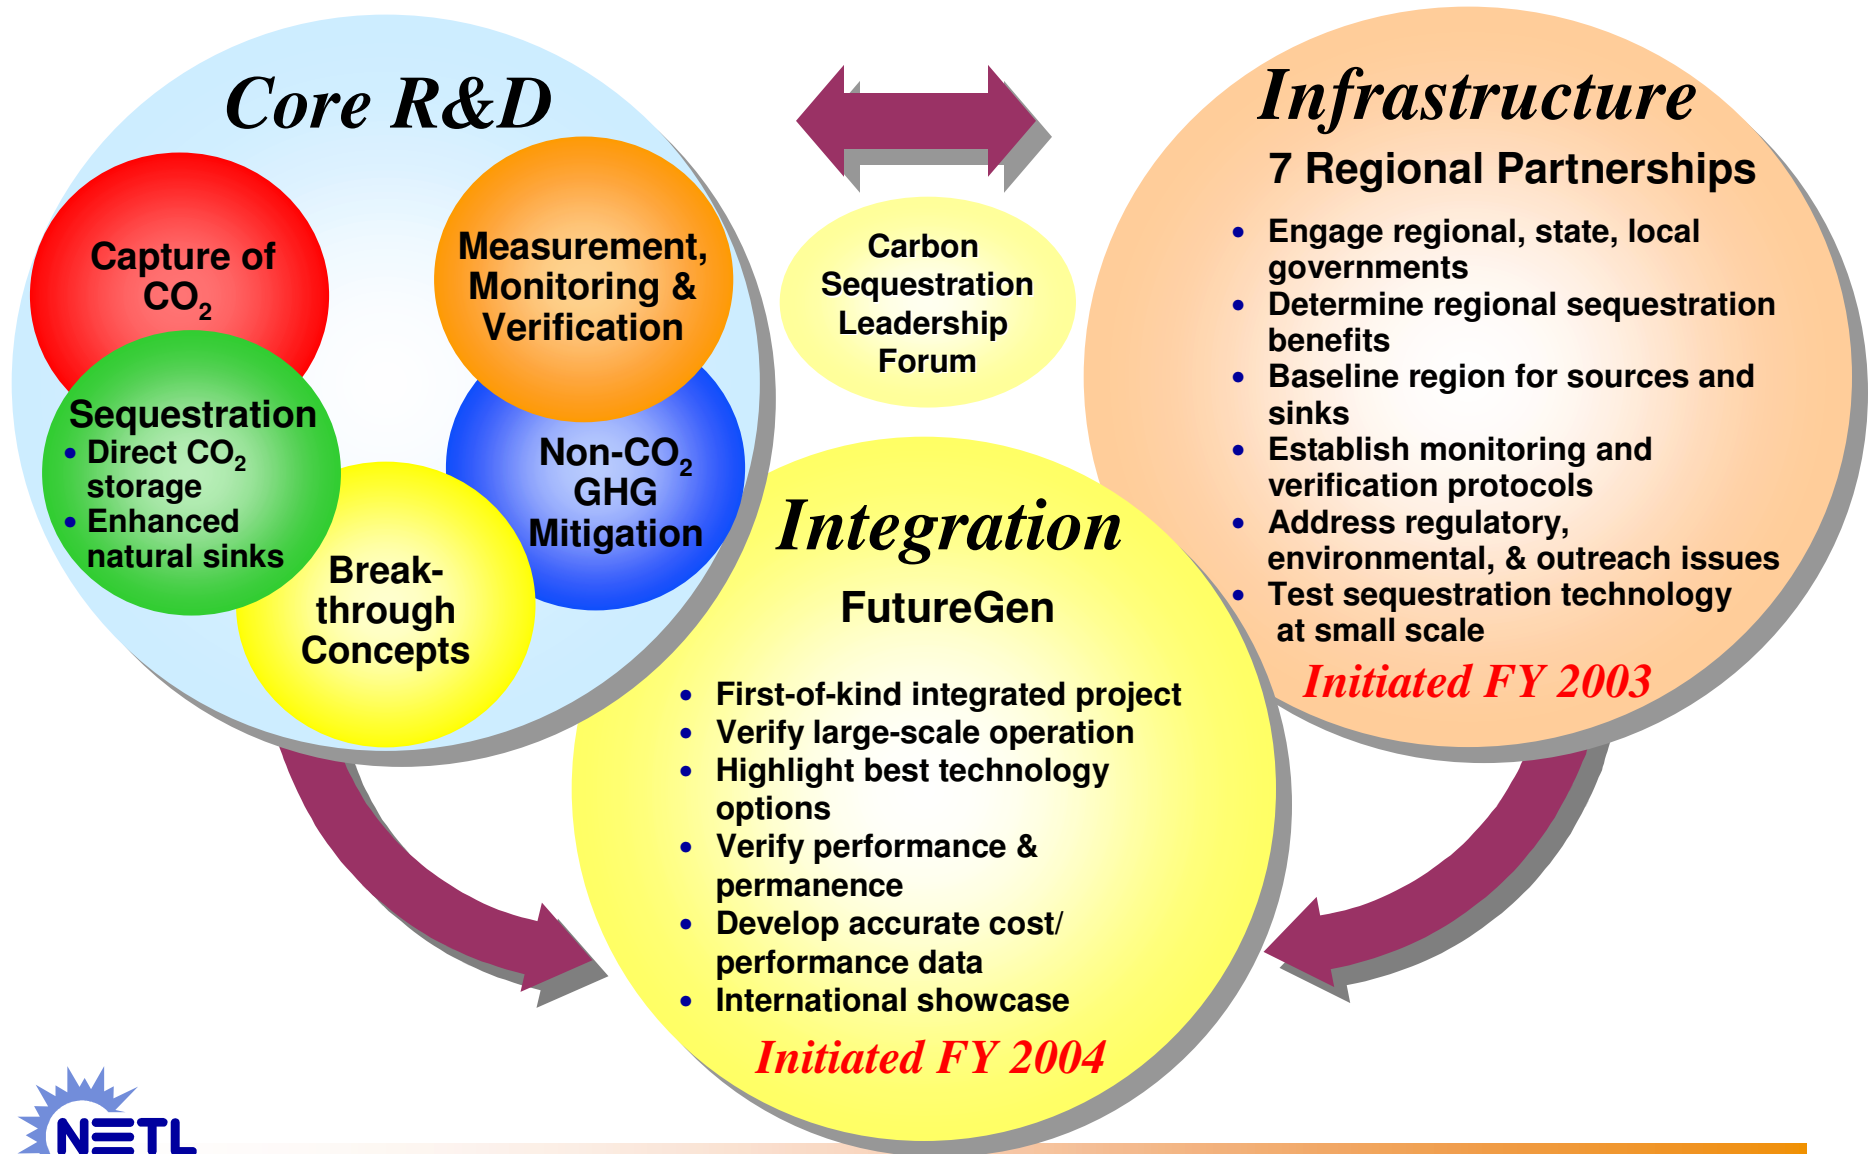 Core R&D
Capture of
CO2
Measurement,
Monitoring &
Verification
Sequestration
• Direct CO2
storage
• Enhanced
natural sinks
Non-CO2
GHG
Mitigation
Break-
through
Concepts
Carbon
Sequestration
Leadership
Forum
Infrastructure
7 Regional Partnerships
• Engage regional, state, local
governments
• Determine regional sequestration
benefits
• Baseline region for sources and
sinks
• Establish monitoring and
verification protocols
• Address regulatory,
environmental, & outreach issues
• Test sequestration technology
at small scale
Initiated FY 2003
Integration
FutureGen
• First-of-kind integrated project
• Verify large-scale operation
• Highlight best technology
options
• Verify performance &
permanence
• Develop accurate cost/
performance data
• International showcase
Initiated FY 2004
NETL